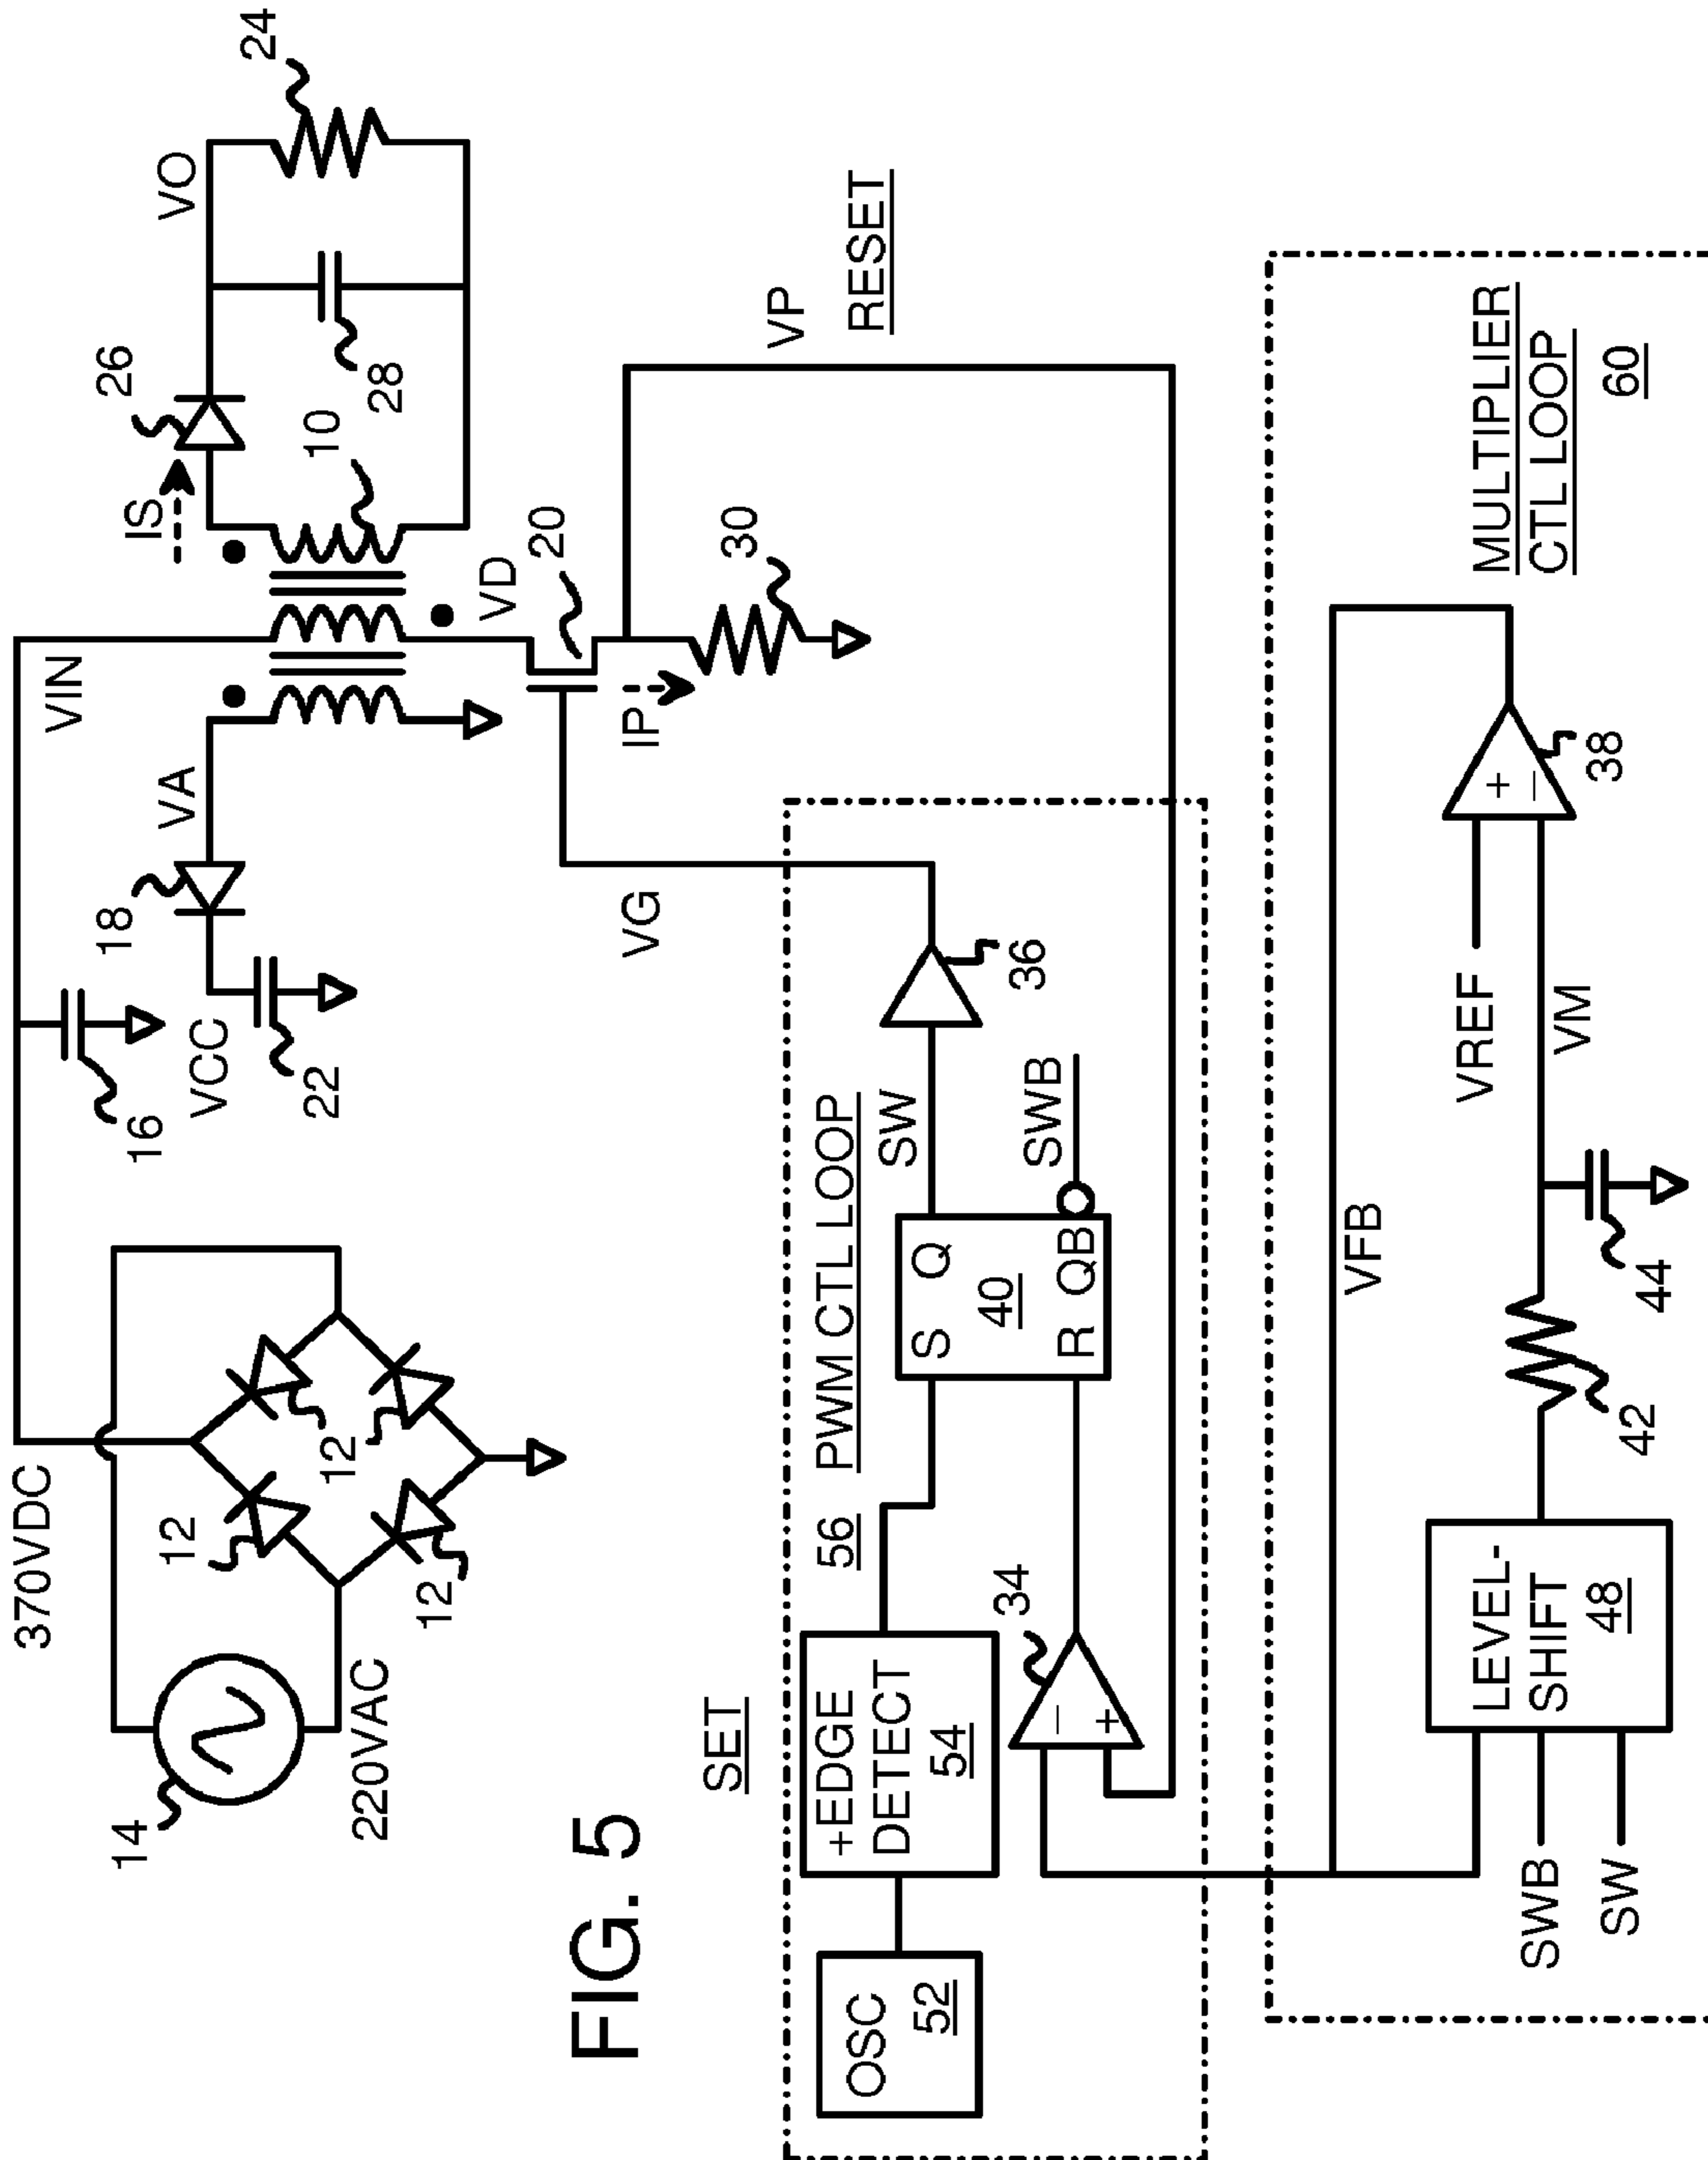 FIG. 5
370VDC
VIN
14
220VAC
12
12
12
16
VCC
22
18
VA
IS
26
VO
24
28
10
VD
20
30
IP
VG
VP
RESET
SET
56
PWM CTL LOOP
OSC
52
+EDGE
DETECT
54
34
−
+
S Q
40
R QB
SW
SWB
36
VFB
MULTIPLIER
CTL LOOP
60
SWB
SW
LEVEL-
SHIFT
48
42
44
VREF
VM
+
−
38